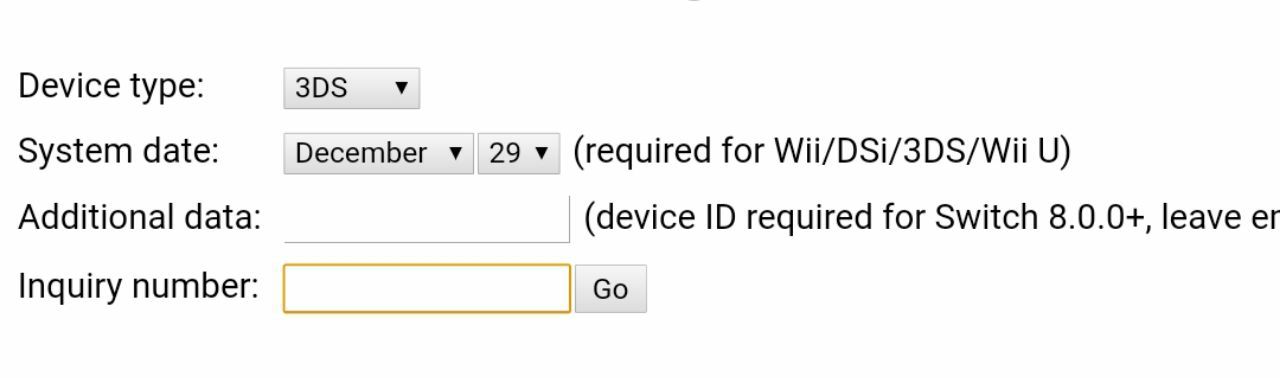 Device type: 3DS
System date: December 29 (required for Wii/DSi/3DS/Wii U)
Additional data: (device ID required for Switch 8.0.0+, leave
Inquiry number: Go